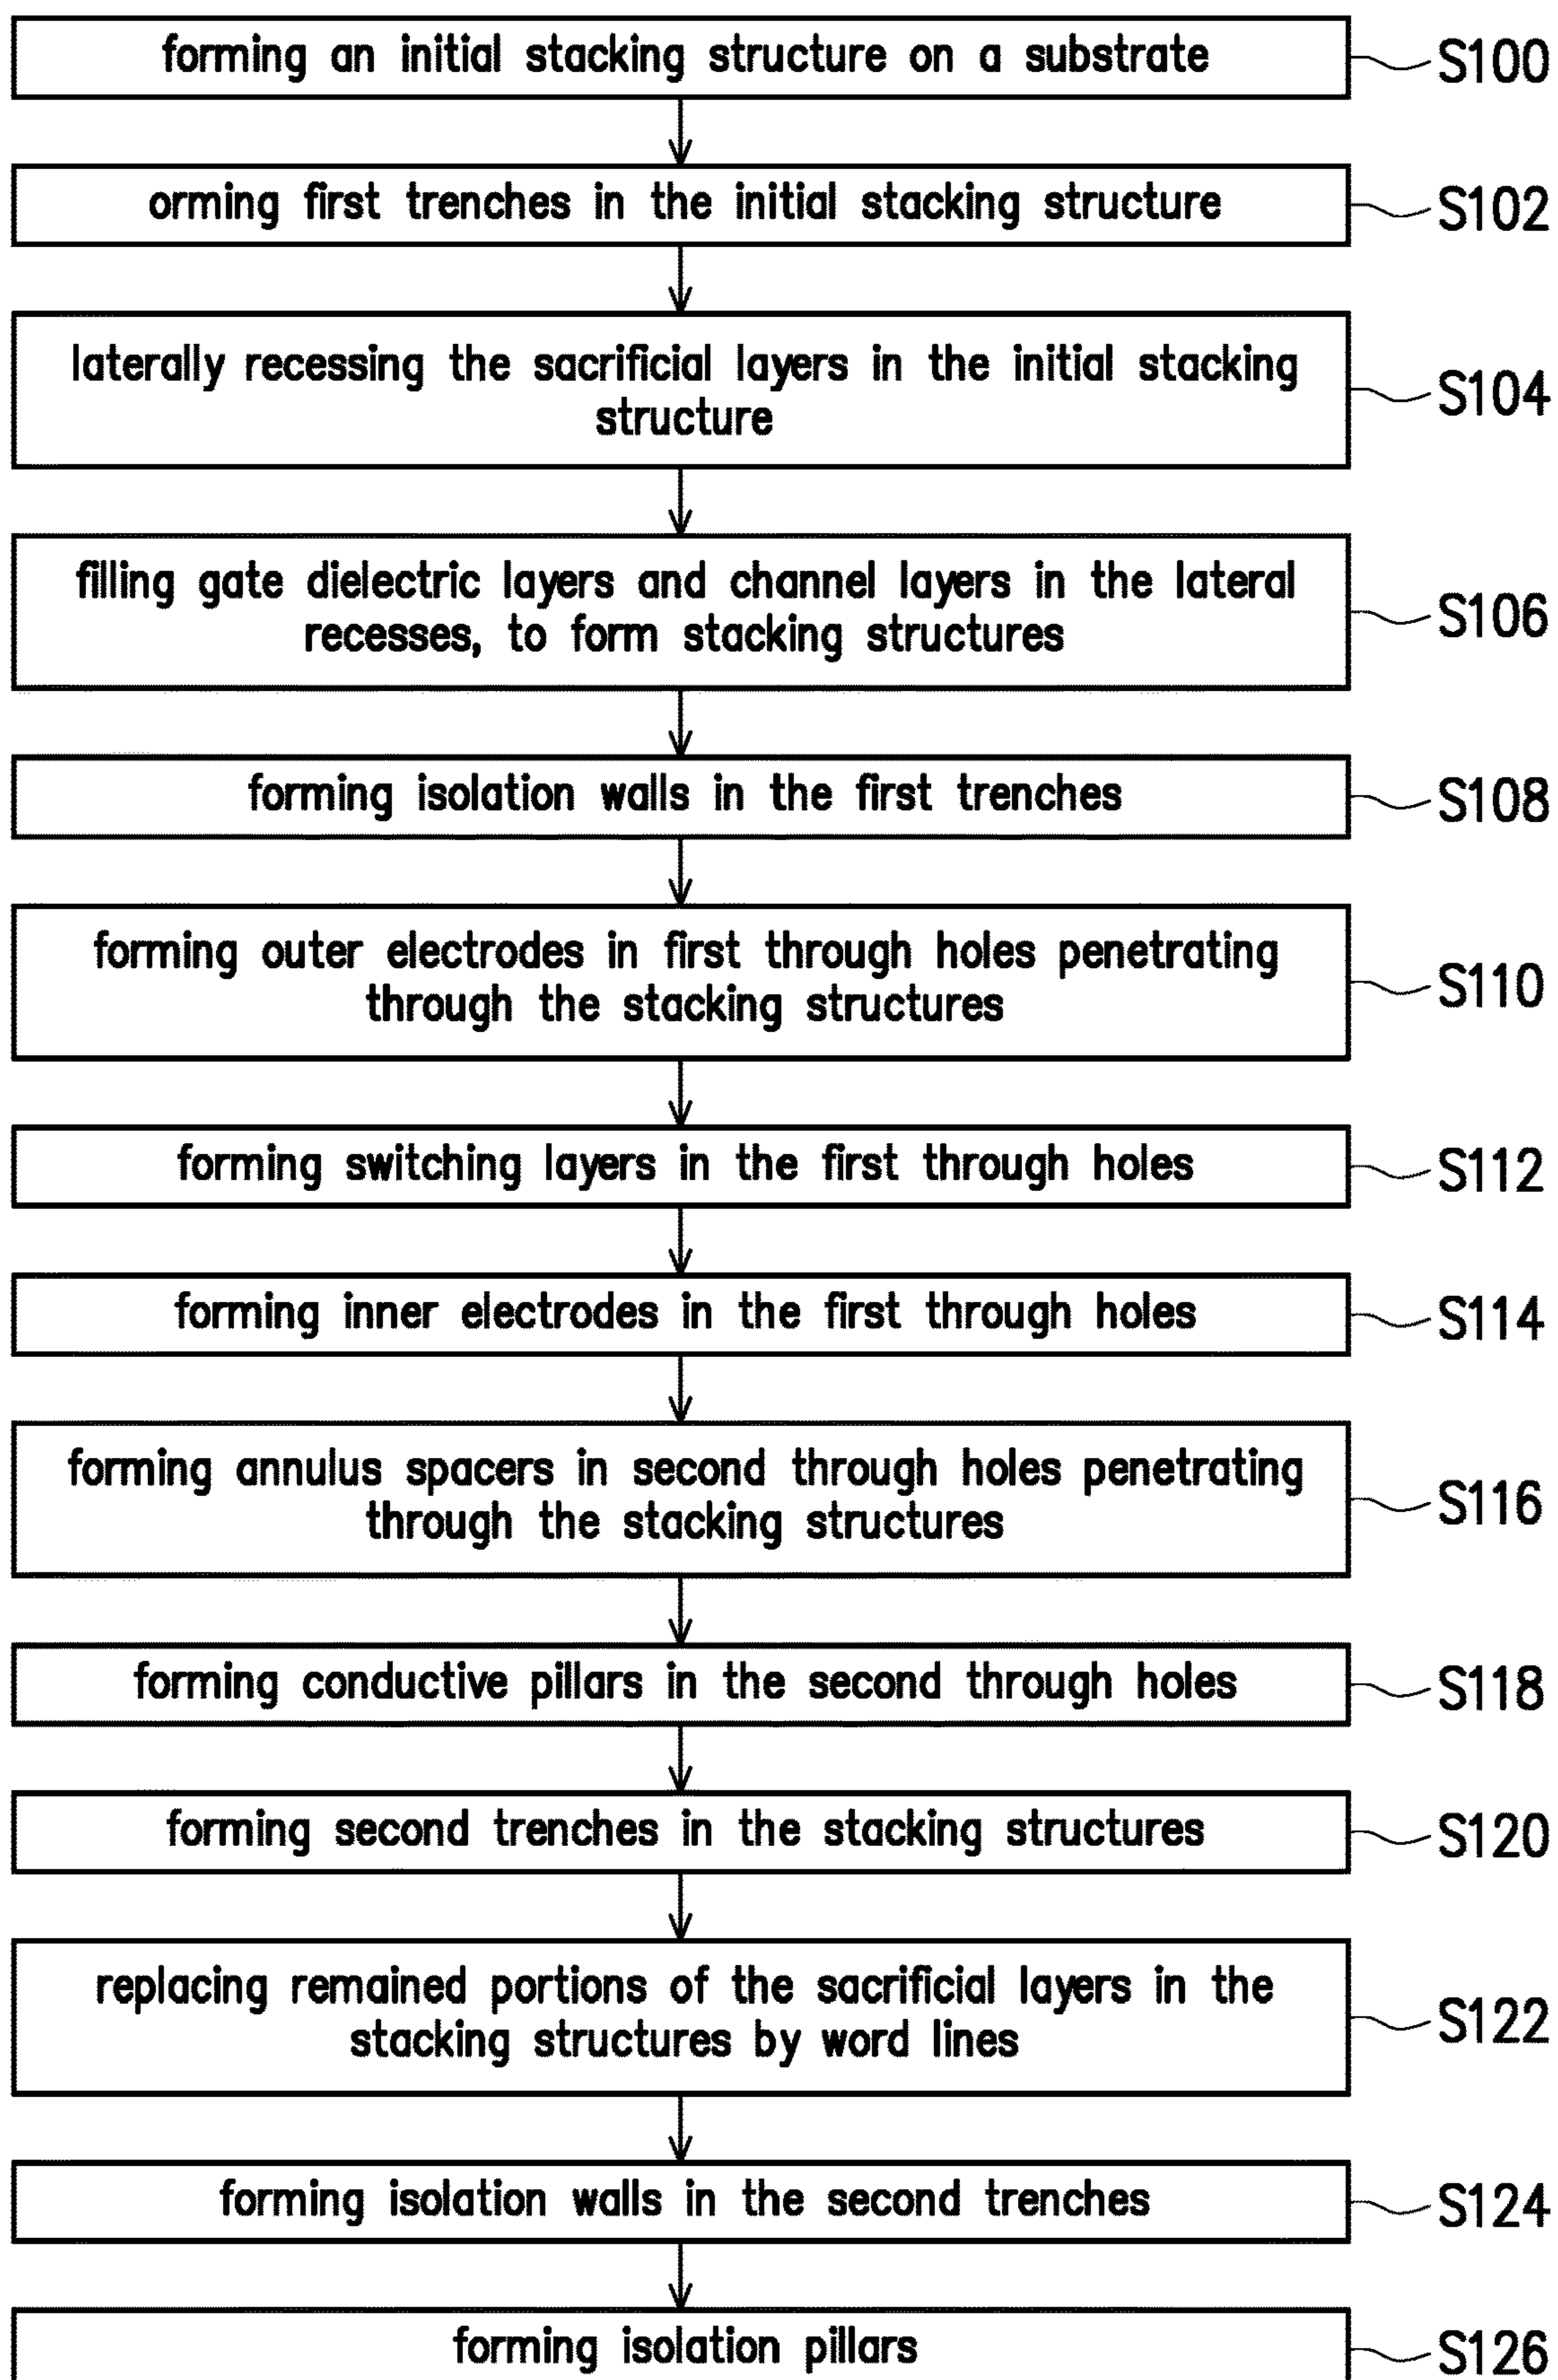 forming an initial stacking structure on a substrate
S100
orming first trenches in the initial stacking structure
S102
laterally recessing the sacrificial layers in the initial stacking
structure
S104
filling gate dielectric layers and channel layers in the lateral
recesses, to form stacking structures
S106
forming isolation walls in the first trenches
S108
forming outer electrodes in first through holes penetrating
through the stacking structures
S110
forming switching layers in the first through holes
S112
forming inner electrodes in the first through holes
S114
forming annulus spacers in second through holes penetrating
through the stacking structures
S116
forming conductive pillars in the second through holes
S118
forming second trenches in the stacking structures
S120
replacing remained portions of the sacrificial layers in the
stacking structures by word lines
S122
forming isolation walls in the second trenches
S124
forming isolation pillars
S126